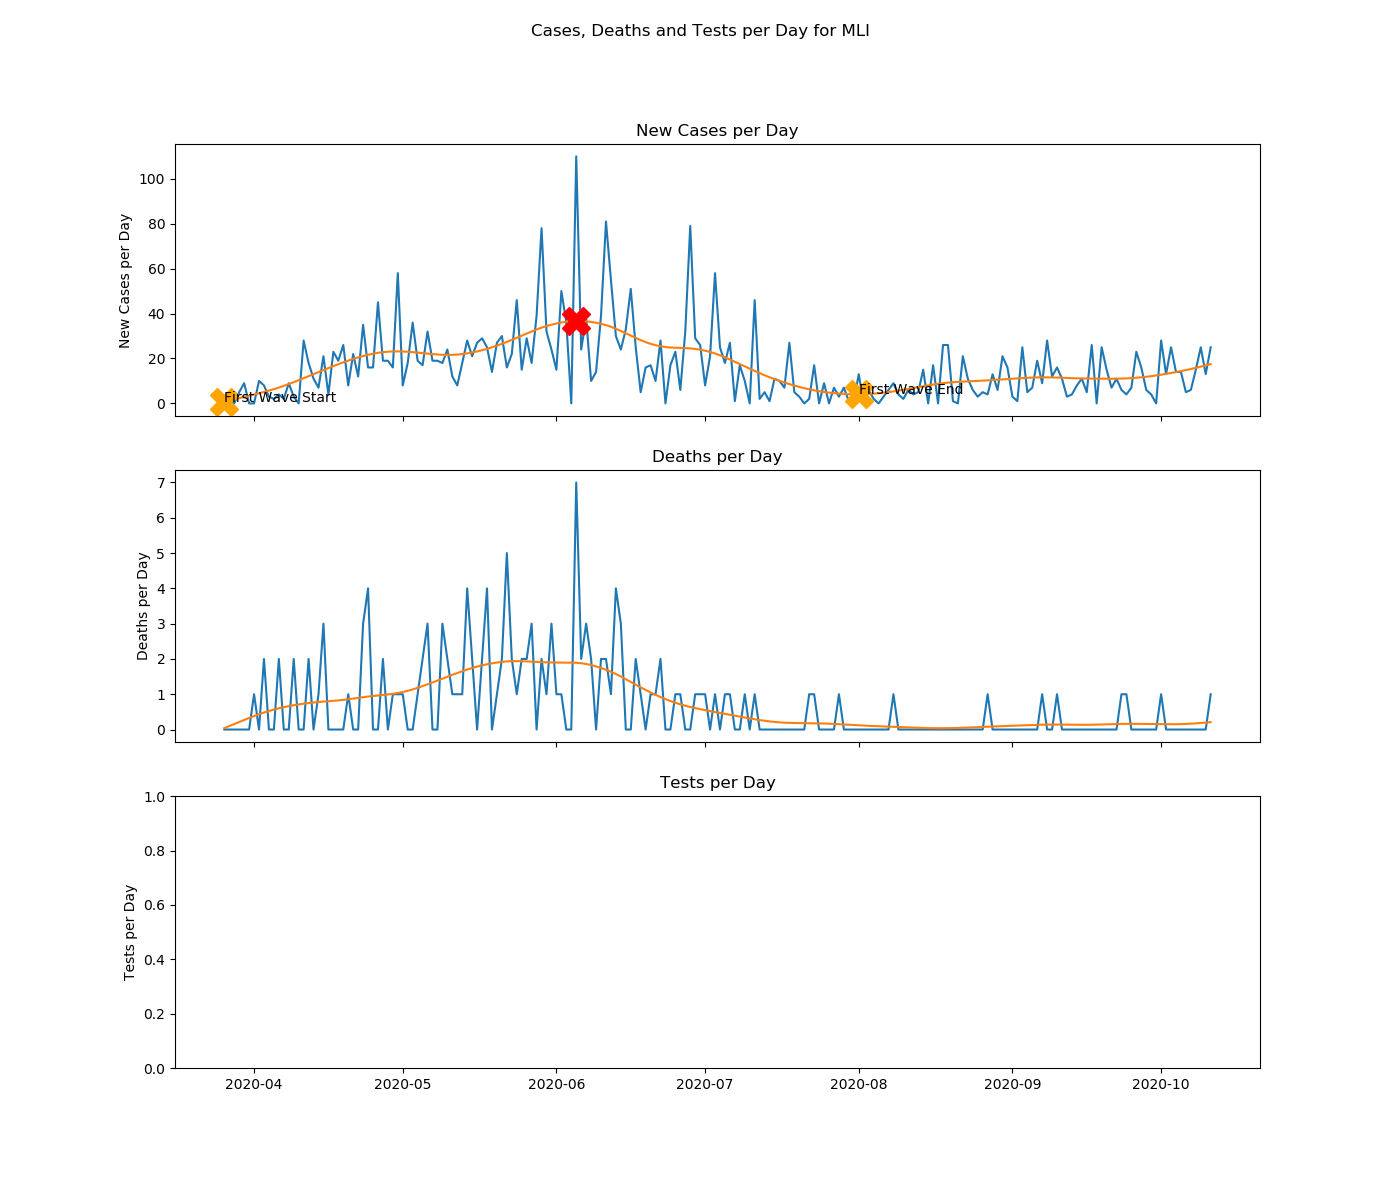 Cases, Deaths and Tests per Day for MLI
New Cases per Day
New Cases per Day
100
80
60
40
20
0
First Wave Start
First Wave End
Deaths per Day
Deaths per Day
7
6
5
4
3
2
1
0
Tests per Day
Tests per Day
1.0
0.8
0.6
0.4
0.2
0.0
2020-04 2020-05 2020-06 2020-07 2020-08 2020-09 2020-10